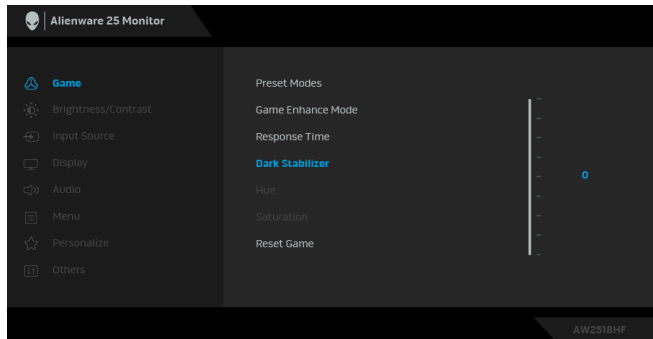 Alienware 25 Monitor
Game
Brightness/Contrast
Input Source
Display
Audio
Menu
Personalize
Others
Preset Modes
Game Enhance Mode
Response Time
Dark Stabilizer
Hue
Saturation
Reset Game
0
AW2518HF